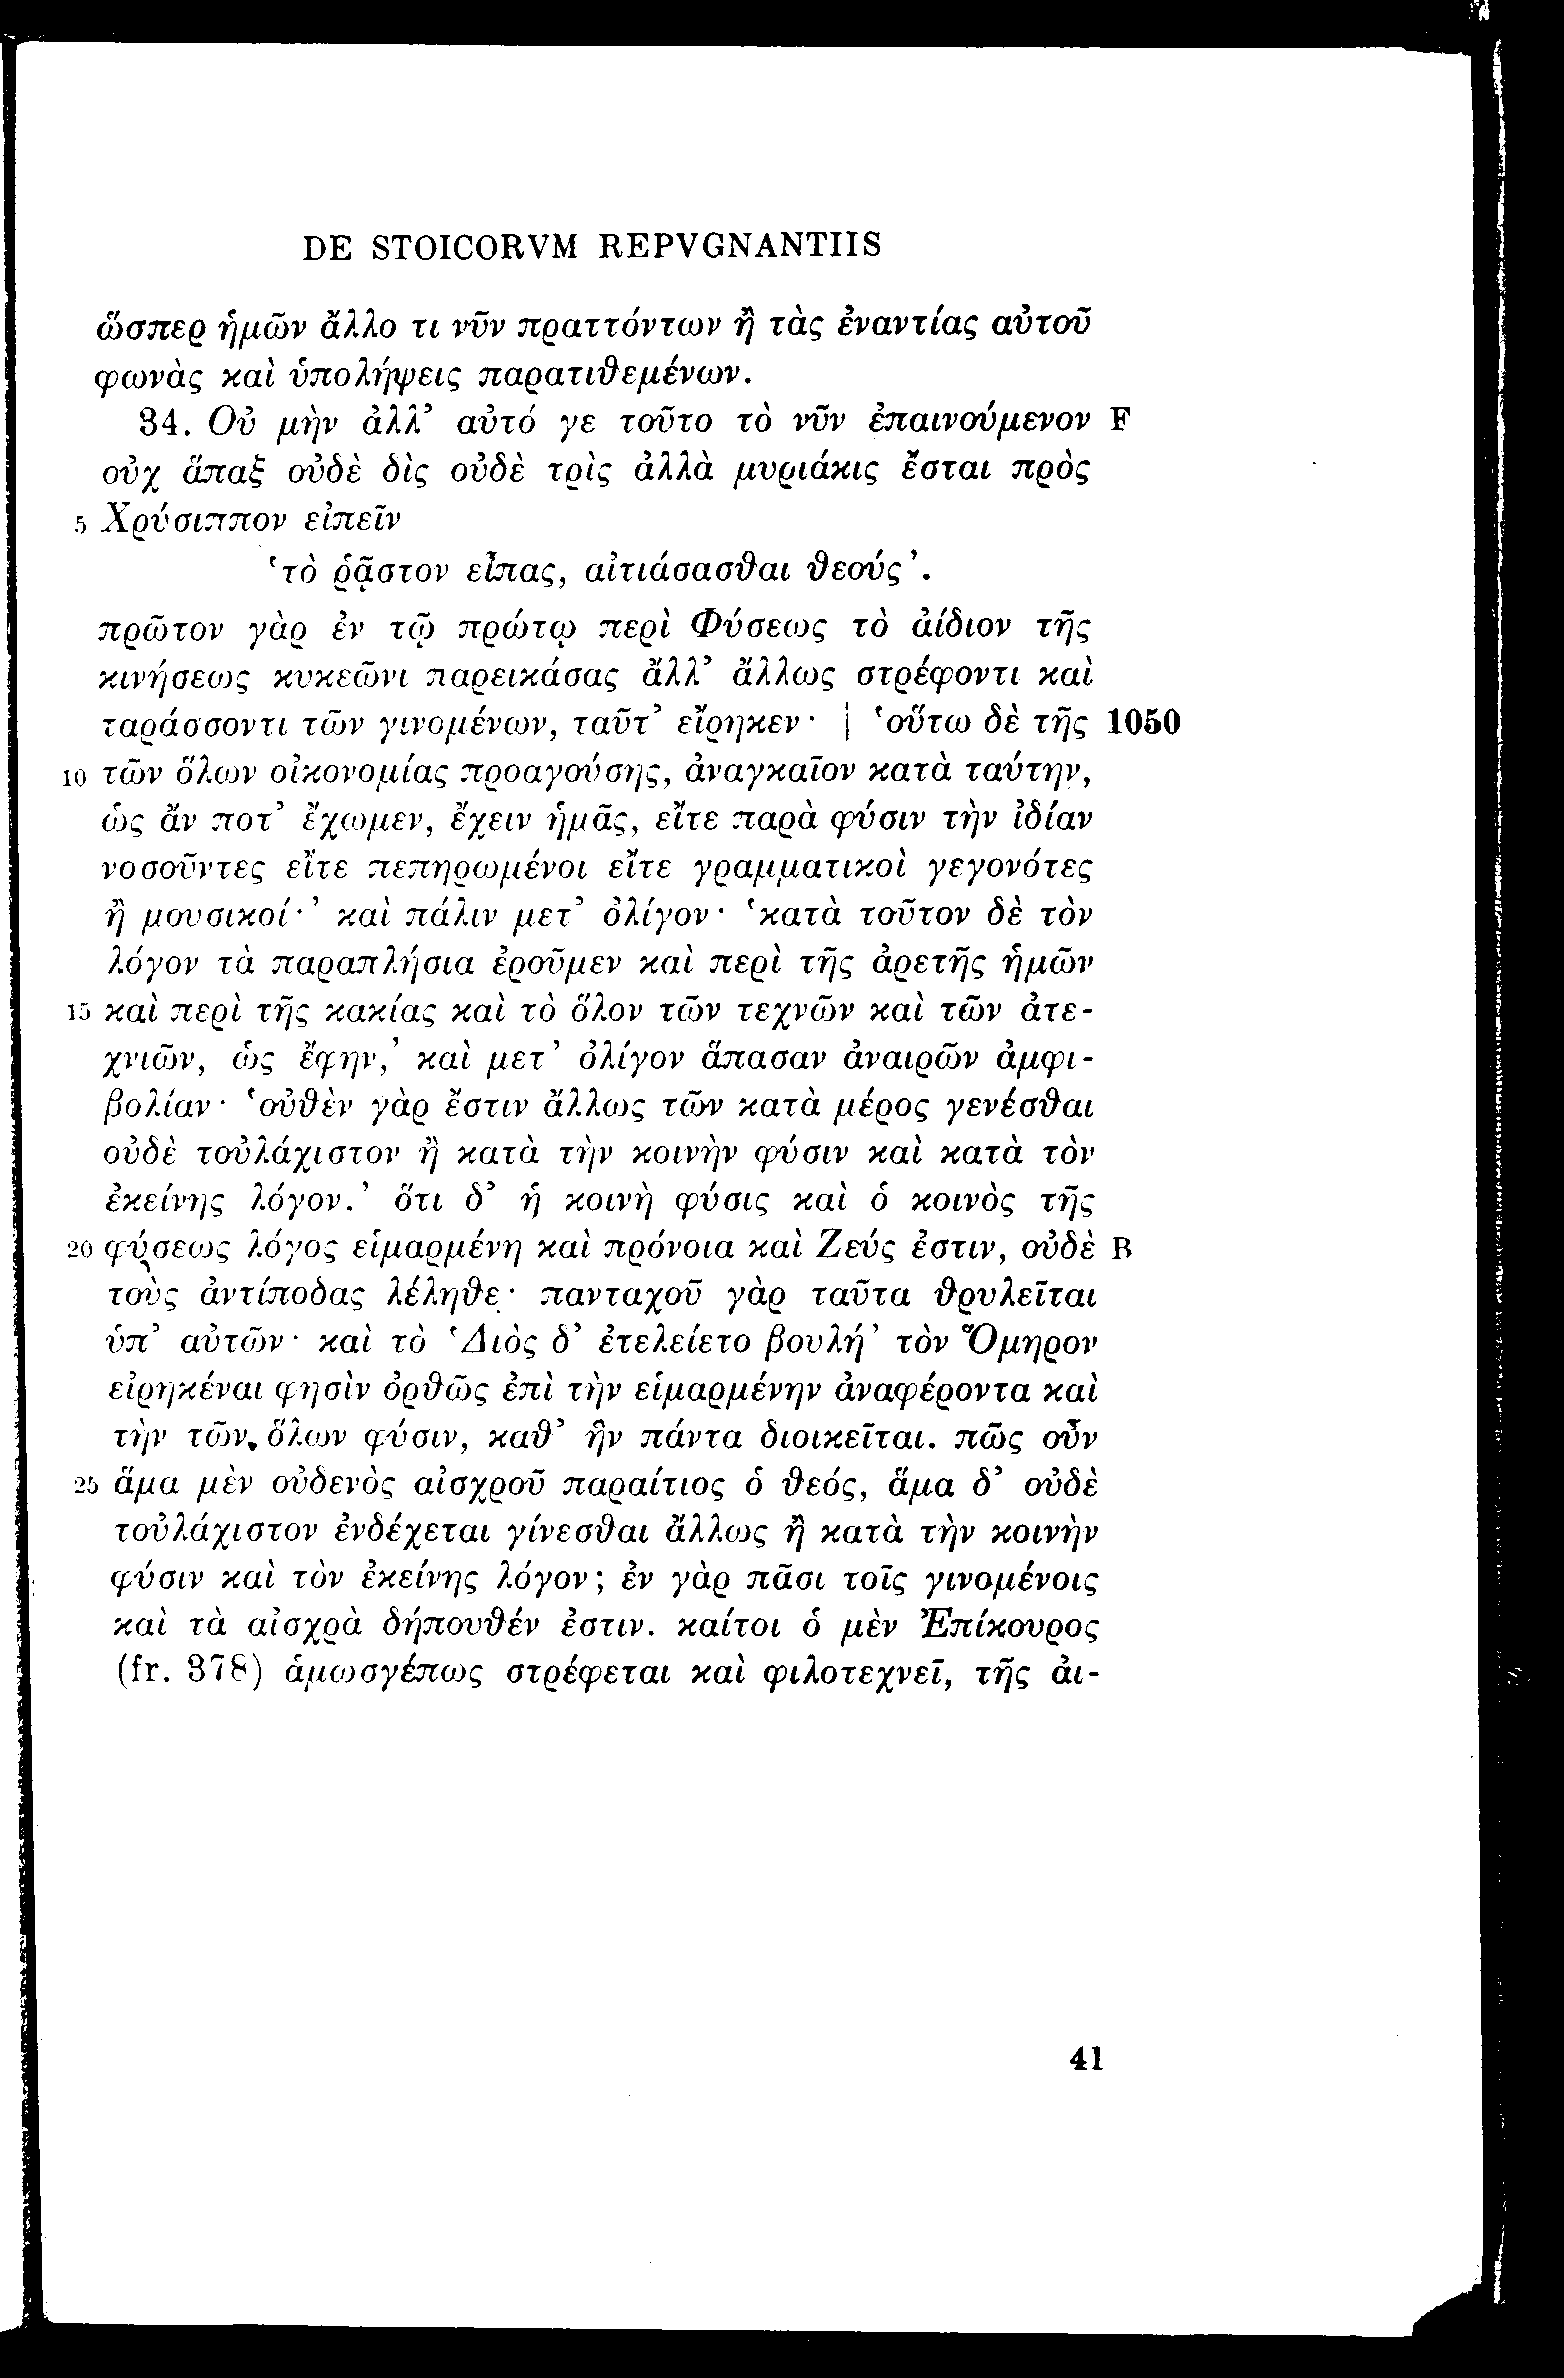 DE STOICORVM REPVGNANTIIS
ὥσπερ ἡμῶν ἄλλο τι νῦν πραττόντων ἢ τὰς ἐναντίας αὐτοῦ
φωνὰς καὶ ὑπολήψεις παρατιθεμένων.
34. Οὐ μὴν ἀλλ’ αὐτό γε τοῦτο τὸ νῦν ἐπαινούμενον F
οὐχ ἅπαξ οὐδὲ δὶς οὐδὲ τρὶς ἀλλὰ μυριάκις ἔσται πρὸς
5 Χρύσιππον εἰπεῖν
‘τὸ ῥᾷστον εἶπας, αἰτιάσασθαι θεούς’.
πρῶτον γὰρ ἐν τῷ πρώτῳ περὶ Φύσεως τὸ ἀίδιον τῆς
κινήσεως κυκεῶνι παρεικάσας ἄλλ’ ἄλλως στρέφοντι καὶ
ταράσσοντι τῶν γινομένων, ταῦτ’ εἴρηκεν· | ‘οὕτω δὲ τῆς 1050
10 τῶν ὅλων οἰκονομίας προαγούσης, ἀναγκαῖον κατὰ ταύτην,
ὡς ἄν ποτ’ ἔχωμεν, ἔχειν ἡμᾶς, εἴτε παρὰ φύσιν τὴν ἰδίαν
νοσοῦντες εἴτε πεπηρωμένοι εἴτε γραμματικοὶ γεγονότες
ἢ μουσικοί·’ καὶ πάλιν μετ’ ὀλίγον· ‘κατὰ τοῦτον δὲ τὸν
λόγον τὰ παραπλήσια ἐροῦμεν καὶ περὶ τῆς ἀρετῆς ἡμῶν
15 καὶ περὶ τῆς κακίας καὶ τὸ ὅλον τῶν τεχνῶν καὶ τῶν ἀτε-
χνιῶν, ὡς ἔφην,’ καὶ μετ’ ὀλίγον ἅπασαν ἀναιρῶν ἀμφι-
βολίαν· ‘οὐθὲν γὰρ ἔστιν ἄλλως τῶν κατὰ μέρος γενέσθαι
οὐδὲ τοὐλάχιστον ἢ κατὰ τὴν κοινὴν φύσιν καὶ κατὰ τὸν
ἐκείνης λόγον.’ ὅτι δ’ ἡ κοινὴ φύσις καὶ ὁ κοινὸς τῆς
20 φύσεως λόγος εἱμαρμένη καὶ πρόνοια καὶ Ζεύς ἐστιν, οὐδὲ B
τοὺς ἀντίποδας λέληθε· πανταχοῦ γὰρ ταῦτα θρυλεῖται
ὑπ’ αὐτῶν· καὶ τὸ ‘Διὸς δ’ ἐτελείετο βουλή’ τὸν Ὅμηρον
εἰρηκέναι φησὶν ὀρθῶς ἐπὶ τὴν εἱμαρμένην ἀναφέροντα καὶ
τὴν τῶν ὅλων φύσιν, καθ’ ἣν πάντα διοικεῖται. πῶς οὖν
25 ἅμα μὲν οὐδενὸς αἰσχροῦ παραίτιος ὁ θεός, ἅμα δ’ οὐδὲ
τοὐλάχιστον ἐνδέχεται γίνεσθαι ἄλλως ἢ κατὰ τὴν κοινὴν
φύσιν καὶ τὸν ἐκείνης λόγον; ἐν γὰρ πᾶσι τοῖς γινομένοις
καὶ τὰ αἰσχρὰ δήπουθέν ἐστιν. καίτοι ὁ μὲν Ἐπίκουρος
(fr. 378) ἁμωσγέπως στρέφεται καὶ φιλοτεχνεῖ, τῆς ἀι-
41